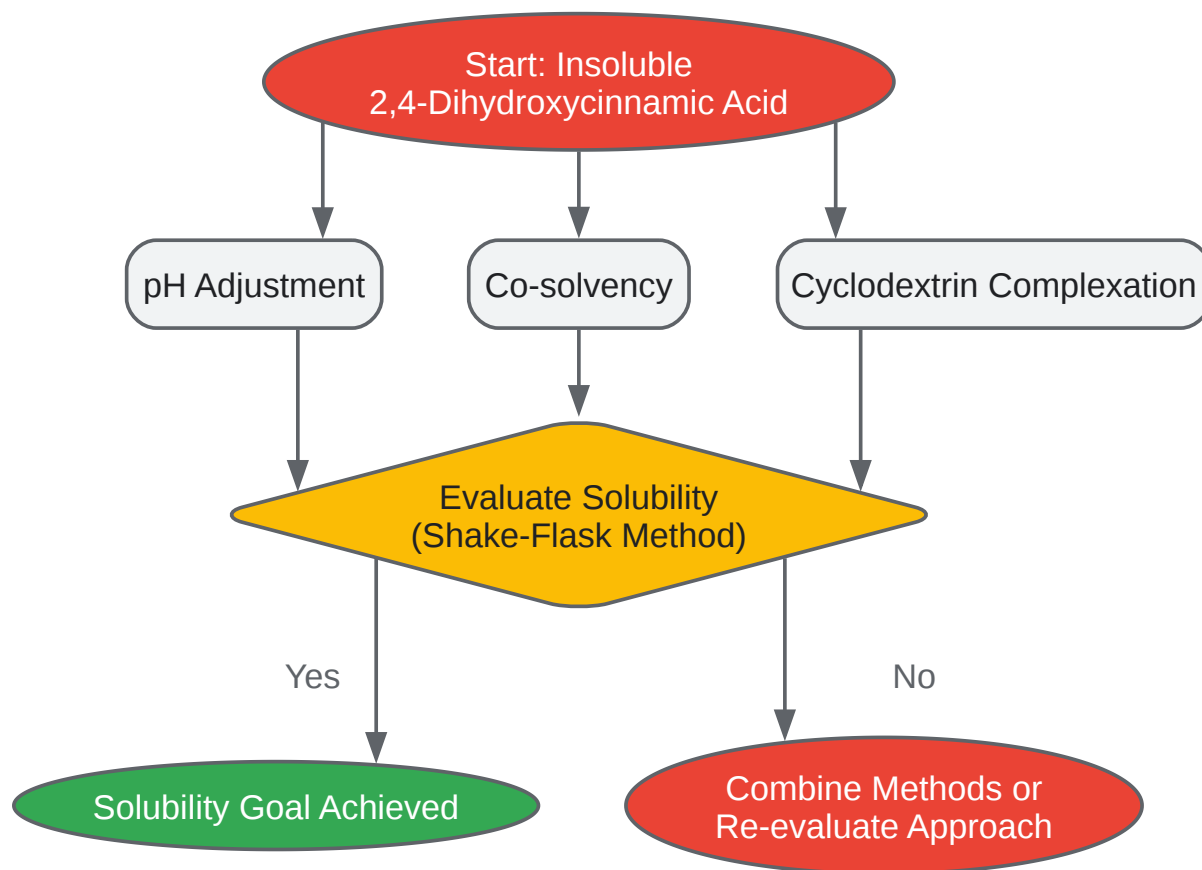 Start: Insoluble
2,4-Dihydroxycinnamic Acid
pH Adjustment
Co-solvency
Cyclodextrin Complexation
Evaluate Solubility
(Shake-Flask Method)
Yes
No
Solubility Goal Achieved
Combine Methods or
Re-evaluate Approach